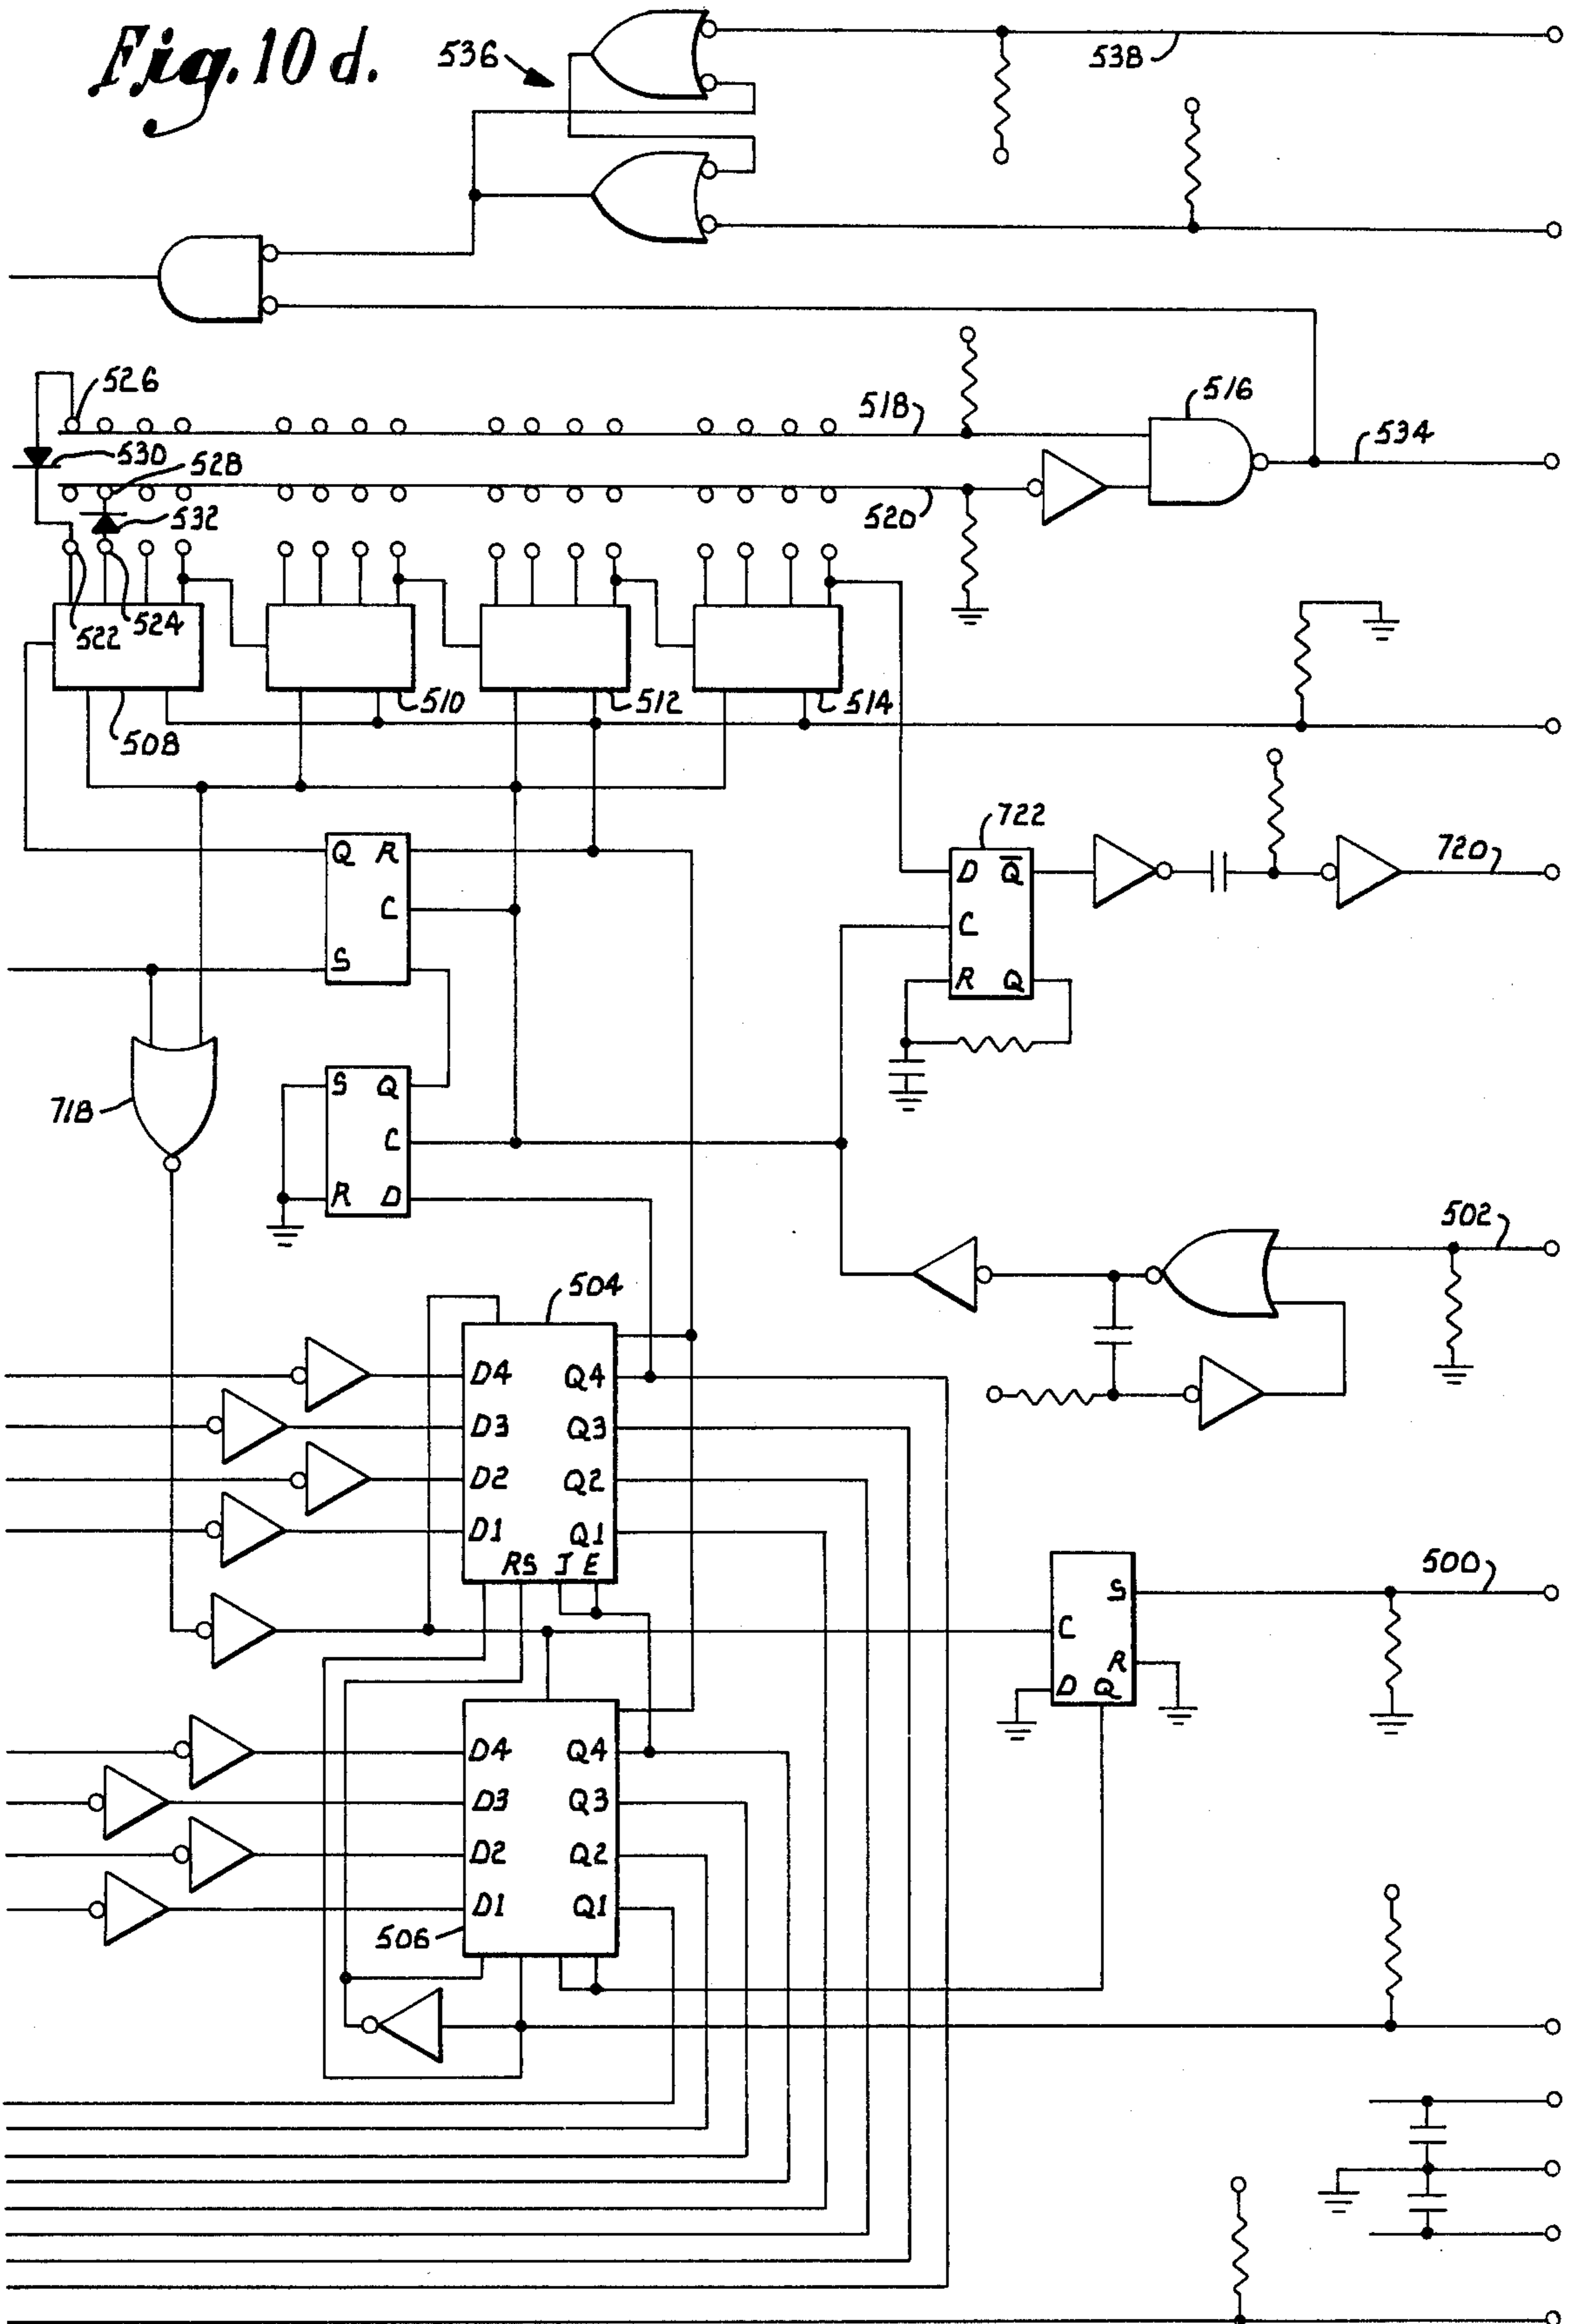 Fig. 10 d.
536
538
526
518
516
534
530
528
532
520
522
524
508
510
512
514
722
720
Q R
C
S
D Q̅
C
R Q
718
S Q
C
R D
502
504
D4 Q4
D3 Q3
D2 Q2
D1 Q1
RS J E
500
S
C
R
D Q
D4 Q4
D3 Q3
D2 Q2
D1 Q1
506